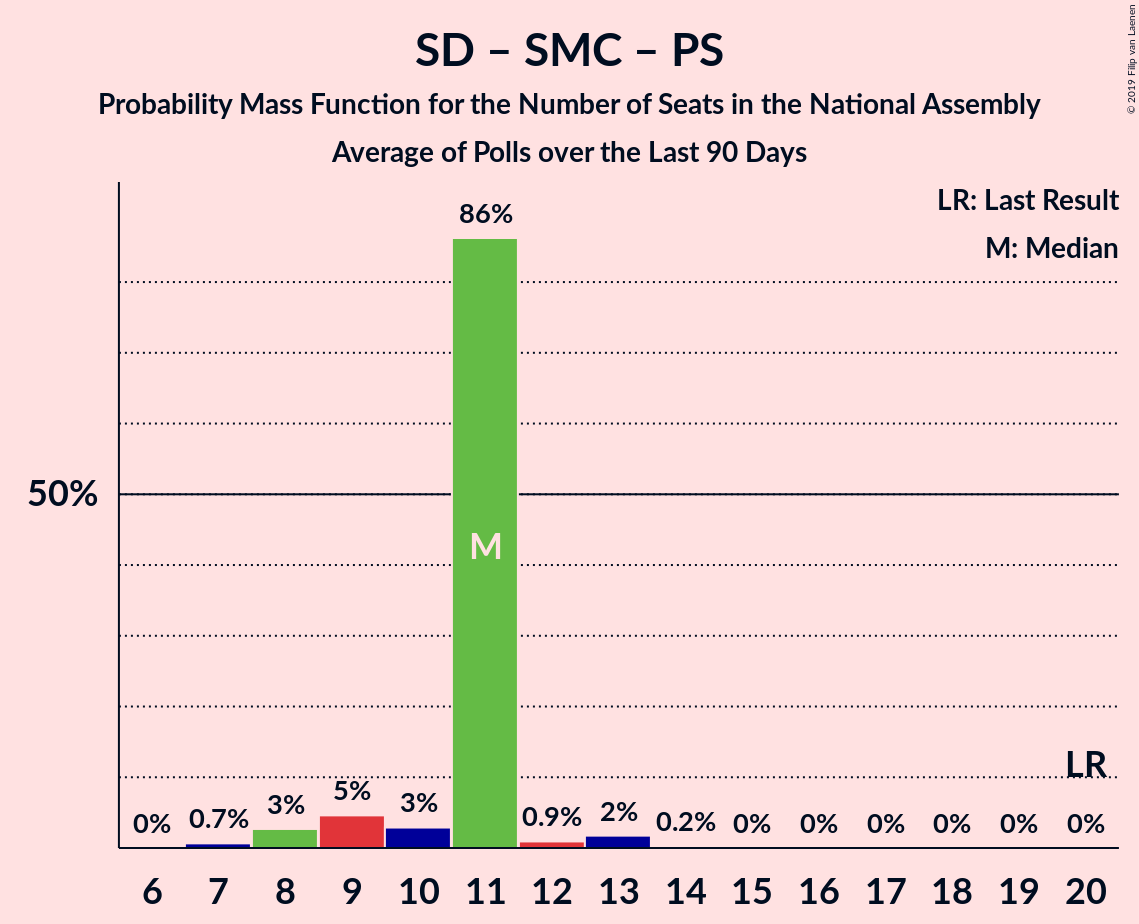 SD – SMC – PS
Probability Mass Function for the Number of Seats in the National Assembly
Average of Polls over the Last 90 Days
© 2019 Filip van Laenen
LR: Last Result
M: Median
86%
50%
M
LR
0% 0.7% 3% 5% 3% 0.9% 2% 0.2% 0% 0% 0% 0% 0% 0%
6 7 8 9 10 11 12 13 14 15 16 17 18 19 20